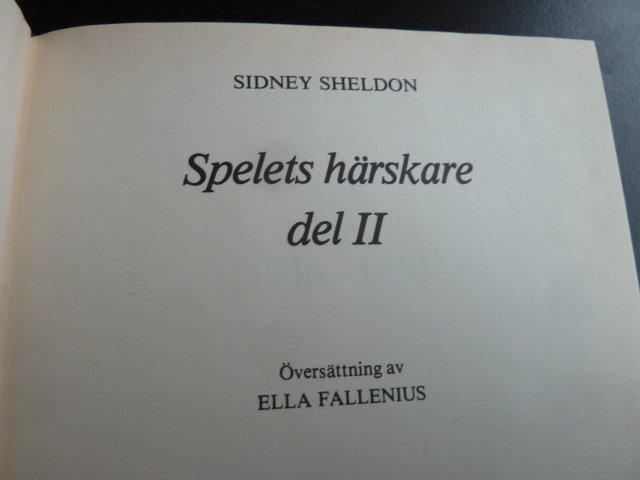 SIDNEY SHELDON
Spelets härskare
del II
Översättning av
ELLA FALLENIUS